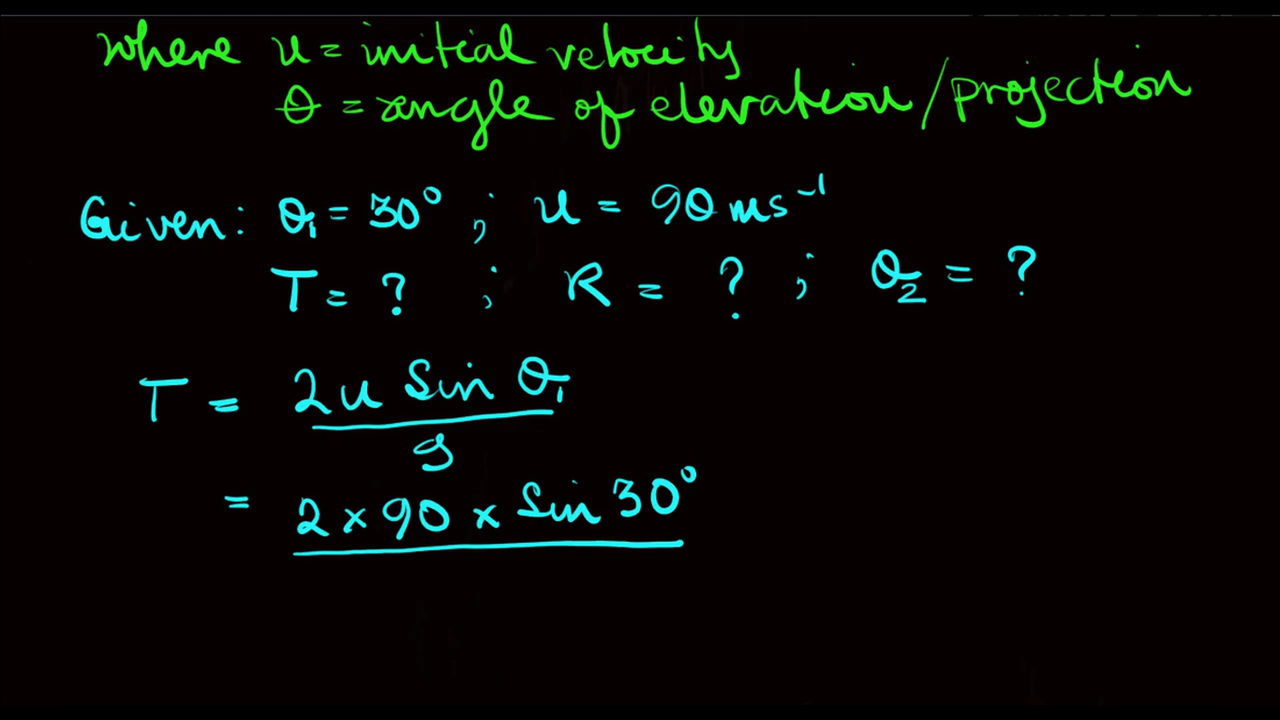 where u = initial velocity
θ = angle of elevation/projection
Given: θ₁ = 30° ; u = 90 ms⁻¹
T = ? ; R = ? ; θ₂ = ?
T = 2u Sin θ₁
g
= 2 × 90 × Sin 30°